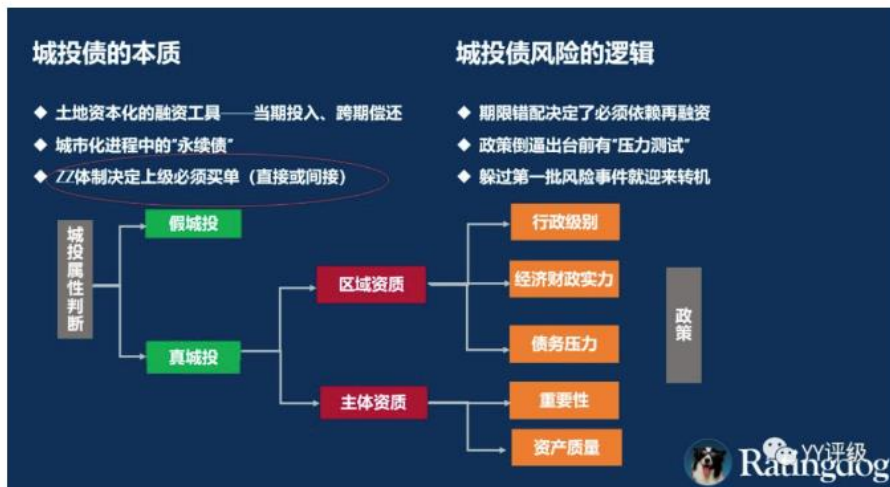 城投债的本质
◆ 土地资本化的融资工具——当期投入、跨期偿还
◆ 城市化进程中的“永续债”
◆ ZZ体制决定上级必须买单（直接或间接）
城投债风险的逻辑
◆ 期限错配决定了必须依赖再融资
◆ 政策倒逼出台前有“压力测试”
◆ 躲过第一批风险事件就迎来转机
城投属性判断
假城投
真城投
区域资质
主体资质
行政级别
经济财政实力
债务压力
重要性
资产质量
政策
YY评级
Ratingdog